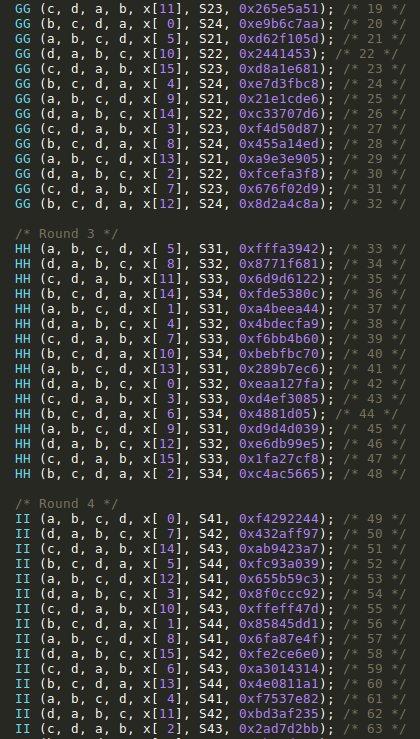 GG (c, d, a, b, x[11], S23, 0x265e5a51); /* 19 */
GG (b, c, d, a, x[ 0], S24, 0xe9b6c7aa); /* 20 */
GG (a, b, c, d, x[ 5], S21, 0xd62f105d); /* 21 */
GG (d, a, b, c, x[10], S22, 0x2441453); /* 22 */
GG (c, d, a, b, x[15], S23, 0xd8a1e681); /* 23 */
GG (b, c, d, a, x[ 4], S24, 0xe7d3fbc8); /* 24 */
GG (a, b, c, d, x[ 9], S21, 0x21e1cde6); /* 25 */
GG (d, a, b, c, x[14], S22, 0xc33707d6); /* 26 */
GG (c, d, a, b, x[ 3], S23, 0xf4d50d87); /* 27 */
GG (b, c, d, a, x[ 8], S24, 0x455a14ed); /* 28 */
GG (a, b, c, d, x[13], S21, 0xa9e3e905); /* 29 */
GG (d, a, b, c, x[ 2], S22, 0xfcefa3f8); /* 30 */
GG (c, d, a, b, x[ 7], S23, 0x676f02d9); /* 31 */
GG (b, c, d, a, x[12], S24, 0x8d2a4c8a); /* 32 */
/* Round 3 */
HH (a, b, c, d, x[ 5], S31, 0xfffa3942); /* 33 */
HH (d, a, b, c, x[ 8], S32, 0x8771f681); /* 34 */
HH (c, d, a, b, x[11], S33, 0x6d9d6122); /* 35 */
HH (b, c, d, a, x[14], S34, 0xfde5380c); /* 36 */
HH (a, b, c, d, x[ 1], S31, 0xa4beea44); /* 37 */
HH (d, a, b, c, x[ 4], S32, 0x4bdecfa9); /* 38 */
HH (c, d, a, b, x[ 7], S33, 0xf6bb4b60); /* 39 */
HH (b, c, d, a, x[10], S34, 0xbebfbc70); /* 40 */
HH (a, b, c, d, x[13], S31, 0x289b7ec6); /* 41 */
HH (d, a, b, c, x[ 0], S32, 0xeaa127fa); /* 42 */
HH (c, d, a, b, x[ 3], S33, 0xd4ef3085); /* 43 */
HH (b, c, d, a, x[ 6], S34, 0x4881d05); /* 44 */
HH (a, b, c, d, x[ 9], S31, 0xd9d4d039); /* 45 */
HH (d, a, b, c, x[12], S32, 0xe6db99e5); /* 46 */
HH (c, d, a, b, x[15], S33, 0x1fa27cf8); /* 47 */
HH (b, c, d, a, x[ 2], S34, 0xc4ac5665); /* 48 */
/* Round 4 */
II (a, b, c, d, x[ 0], S41, 0xf4292244); /* 49 */
II (d, a, b, c, x[ 7], S42, 0x432aff97); /* 50 */
II (c, d, a, b, x[14], S43, 0xab9423a7); /* 51 */
II (b, c, d, a, x[ 5], S44, 0xfc93a039); /* 52 */
II (a, b, c, d, x[12], S41, 0x655b59c3); /* 53 */
II (d, a, b, c, x[ 3], S42, 0x8f0ccc92); /* 54 */
II (c, d, a, b, x[10], S43, 0xffeff47d); /* 55 */
II (b, c, d, a, x[ 1], S44, 0x85845dd1); /* 56 */
II (a, b, c, d, x[ 8], S41, 0x6fa87e4f); /* 57 */
II (d, a, b, c, x[15], S42, 0xfe2ce6e0); /* 58 */
II (c, d, a, b, x[ 6], S43, 0xa3014314); /* 59 */
II (b, c, d, a, x[13], S44, 0x4e0811a1); /* 60 */
II (a, b, c, d, x[ 4], S41, 0xf7537e82); /* 61 */
II (d, a, b, c, x[11], S42, 0xbd3af235); /* 62 */
II (c, d, a, b, x[ 2], S43, 0x2ad7d2bb); /* 63 */